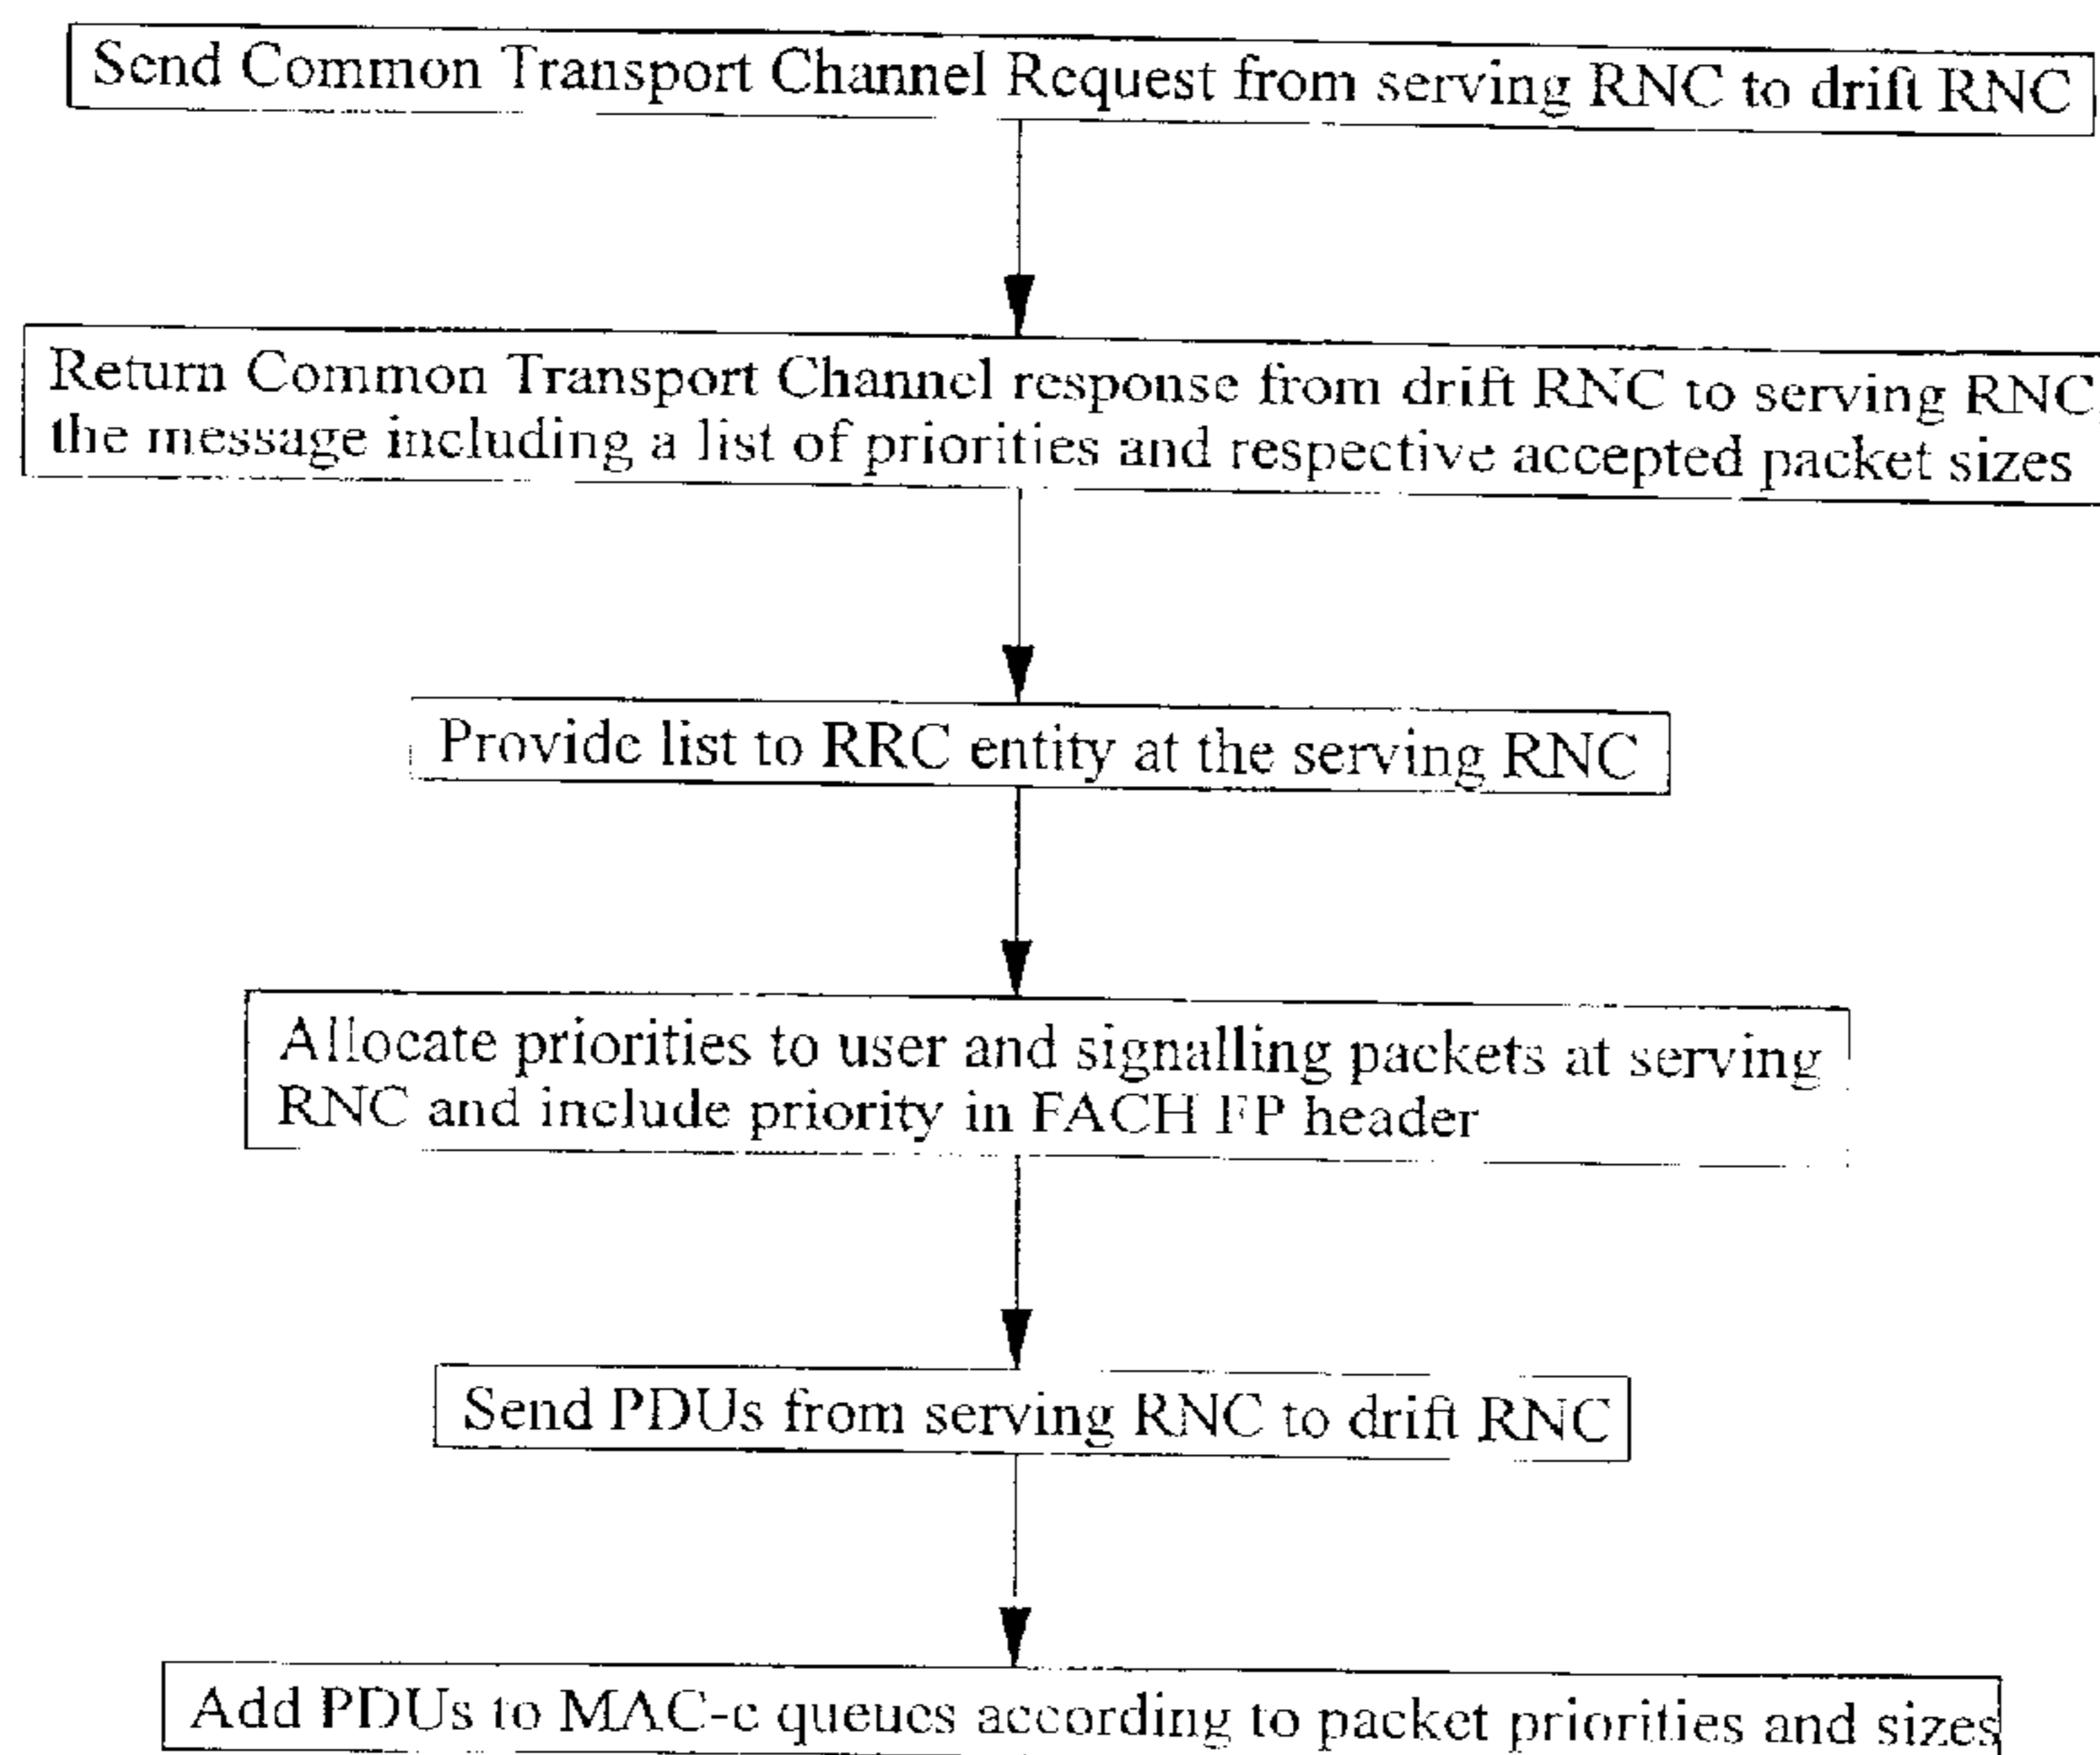 Send Common Transport Channel Request from serving RNC to drift RNC
Return Common Transport Channel response from drift RNC to serving RNC,
the message including a list of priorities and respective accepted packet sizes
Provide list to RRC entity at the serving RNC
Allocate priorities to user and signalling packets at serving
RNC and include priority in FACH FP header
Send PDUs from serving RNC to drift RNC
Add PDUs to MAC-c queues according to packet priorities and sizes